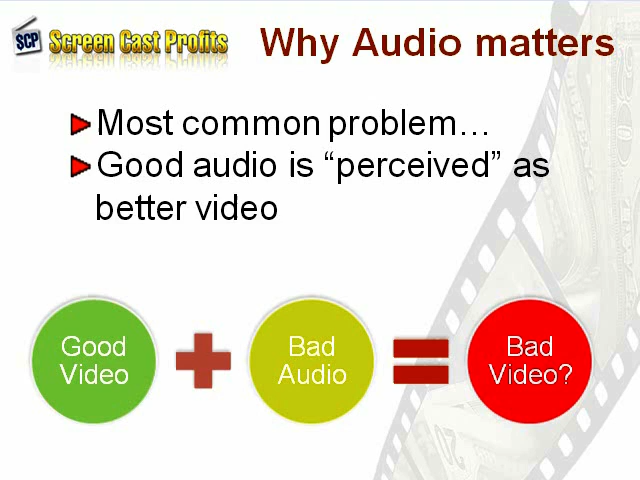 SCP Screen Cast Profits
Why Audio matters
Most common problem…
Good audio is “perceived” as
better video
Good
Video
Bad
Audio
Bad
Video?